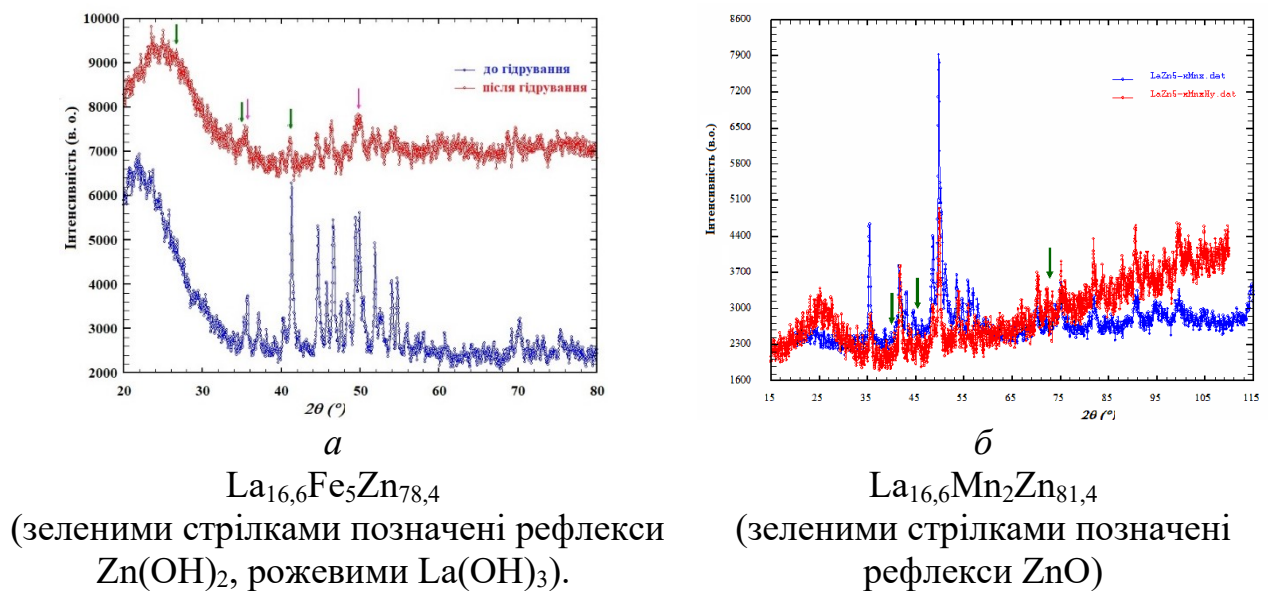 10000
9000
8000
7000
6000
5000
4000
3000
2000
20
30
40
50
60
70
80
Інтенсивність (в. о.)
2θ (°)
до гідрування
після гідрування
8600
7900
7200
6500
5800
5100
4400
3700
3000
2300
1600
15
25
35
45
55
65
75
85
95
105
115
Інтенсивність (в.о.)
2θ (°)
LaZn5-xMnx.dat
LaZn5-xMnxHy.dat
а
La16,6Fe5Zn78,4
(зеленими стрілками позначені рефлекси
Zn(OH)2, рожевими La(OH)3).
б
La16,6Mn2Zn81,4
(зеленими стрілками позначені
рефлекси ZnO)